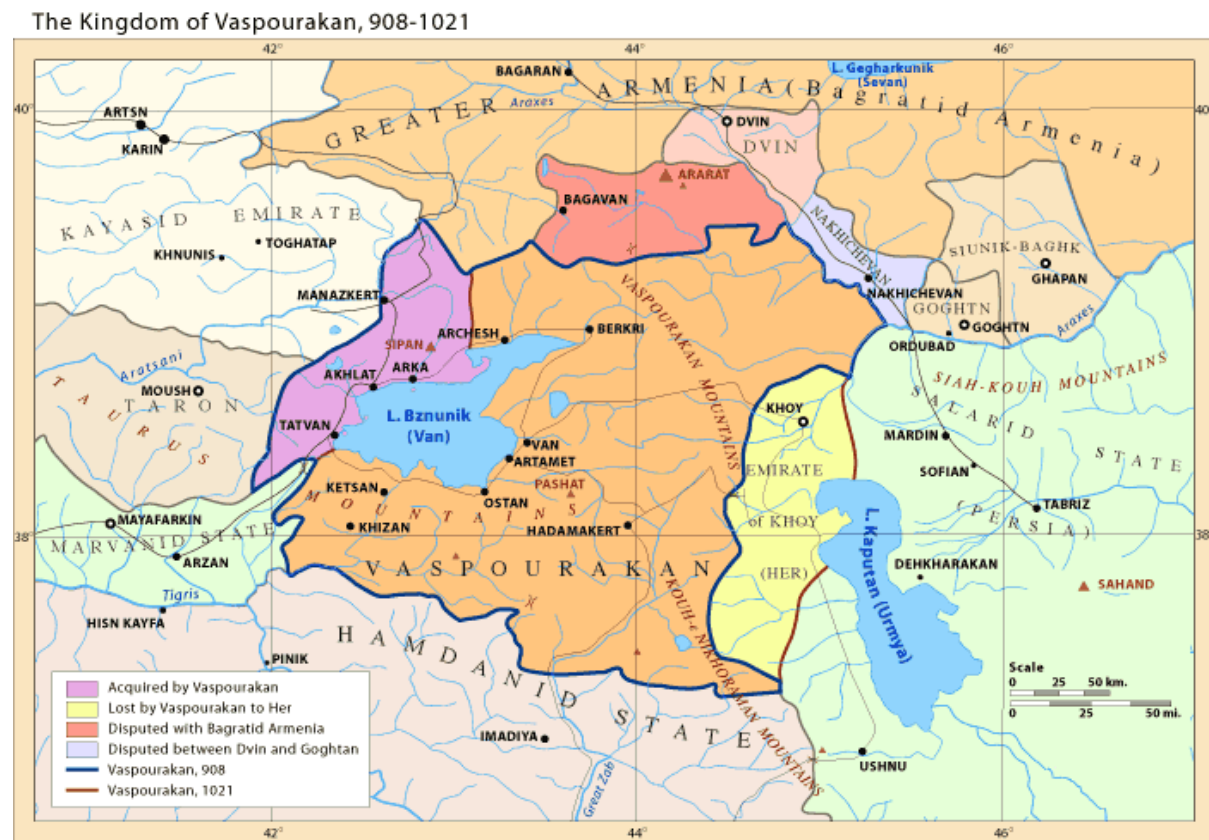 The Kingdom of Vaspourakan, 908-1021
42°
44°
46°
40°
40
BAGARAN
L. Gegharkunik
(Sevan)
ARMENIA (Bagratid Armenia)
GREATER
Araxes
ARTSN
KARIN
DVIN
DVIN
ARARAT
BAGAVAN
KAYASID EMIRATE
TOGHATAP
KHNUNIS
NAKHICHEVAN
SIUNIK-BAGHK
GHAPAN
MANAZKERT
NAKHICHEVAN
GOGHTN
GOGHTN
Araxes
VASPOURAKAN MOUNTAINS
ARCHESH
BERKRI
ORDUBAD
SIPAN
ARKA
AKHLAT
Aratsani
MOUSH
TARON
TAURUS
SIAH-KOUH MOUNTAINS
SALARID STATE
(PERSIA)
L. Bznunik
(Van)
KHOY
TATVAN
VAN
ARTAMET
MARDIN
SOFIAN
TABRIZ
EMIRATE
of KHOY
(HER)
KETSAN
OSTAN
PASHAT
MOUNTAINS
KHIZAN
HADAMAKERT
MAYAFARKIN
MARVANID STATE
ARZAN
38°
38
L. Kaputan (Urmya)
DEHKHARAKAN
SAHAND
VASPOURAKAN
Tigris
HISN KAYFA
KOUH-e NIKHORAMAN MOUNTAINS
HAMDANID STATE
PINIK
IMADIYA
Great Zab
USHNU
Acquired by Vaspourakan
Lost by Vaspourakan to Her
Disputed with Bagratid Armenia
Disputed between Dvin and Goghtan
Vaspourakan, 908
Vaspourakan, 1021
Scale
0 25 50 km.
0 25 50 mi.
42°
44°
46°